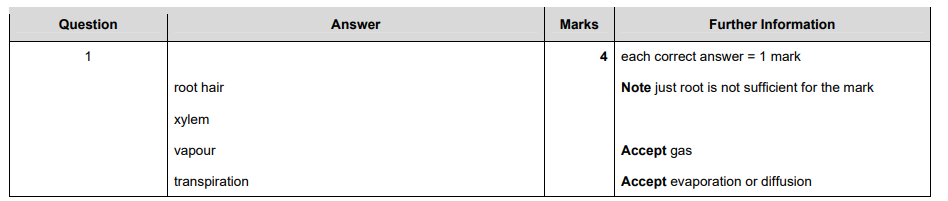 Question Answer Marks Further Information
1 4 each correct answer = 1 mark
root hair Note just root is not sufficient for the mark
xylem
vapour Accept gas
transpiration Accept evaporation or diffusion